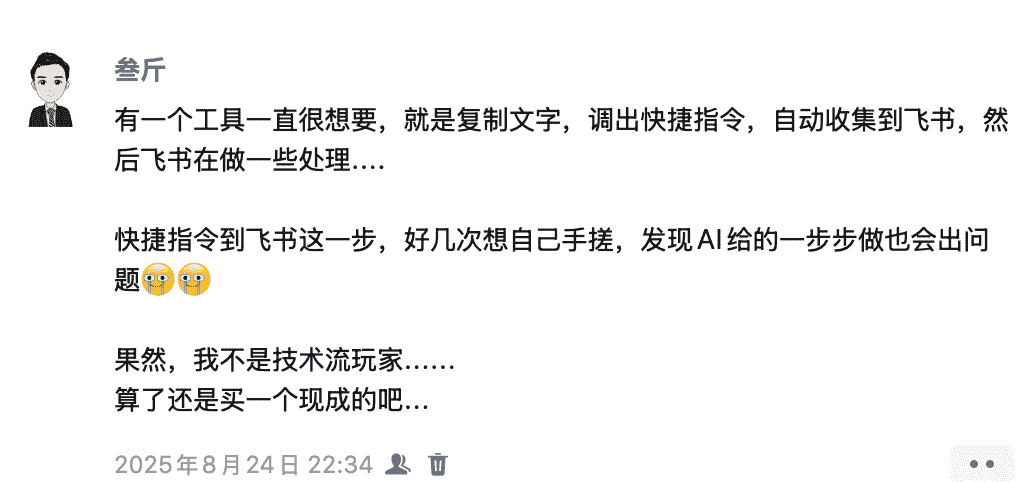 叁斤
有一个工具一直很想要，就是复制文字，调出快捷指令，自动收集到飞书，然
后飞书在做一些处理....
快捷指令到飞书这一步，好几次想自己手搓，发现AI给的一步步做也会出问
题😭😭
果然，我不是技术流玩家......
算了还是买一个现成的吧...
2025年8月24日 22:34